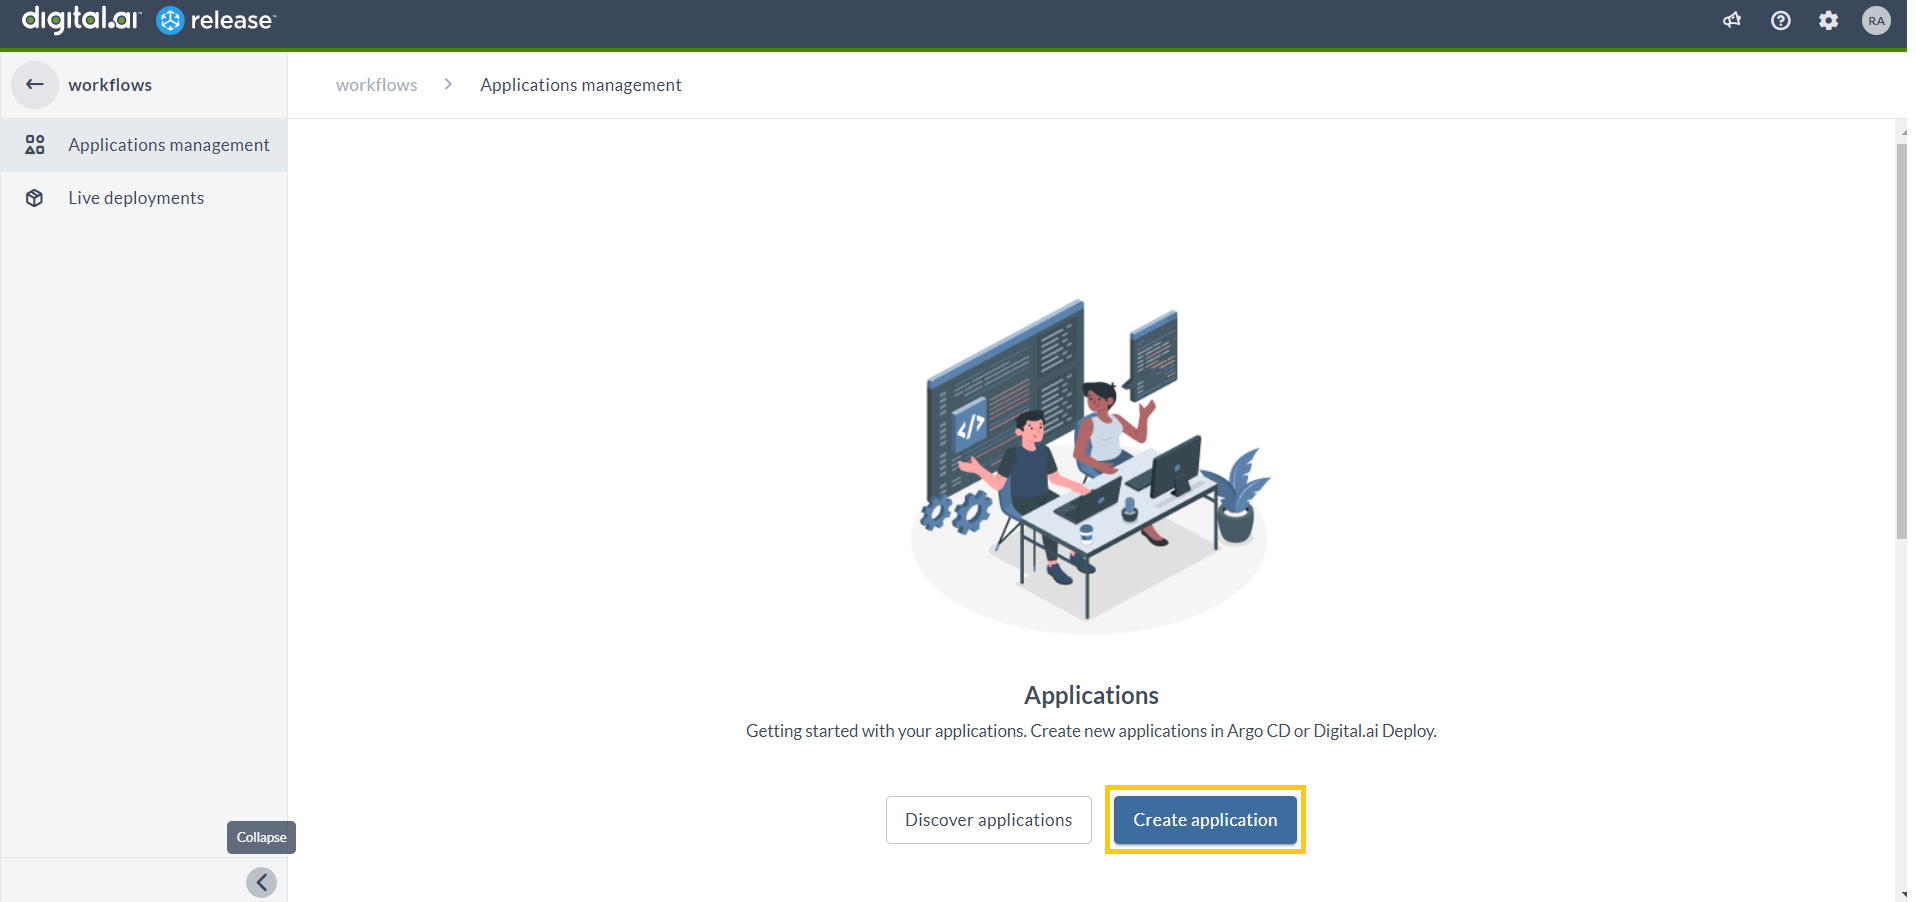 digital.ai release
RA
workflows
workflows > Applications management
Applications management
Live deployments
</>
Applications
Getting started with your applications. Create new applications in Argo CD or Digital.ai Deploy.
Discover applications
Create application
Collapse